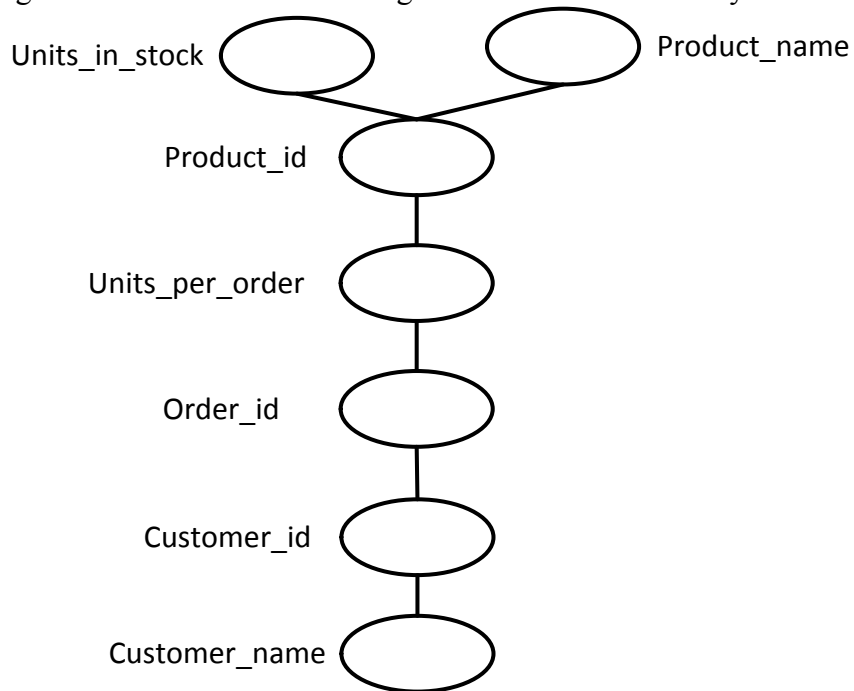 Units_in_stock
Product_name
Product_id
Units_per_order
Order_id
Customer_id
Customer_name